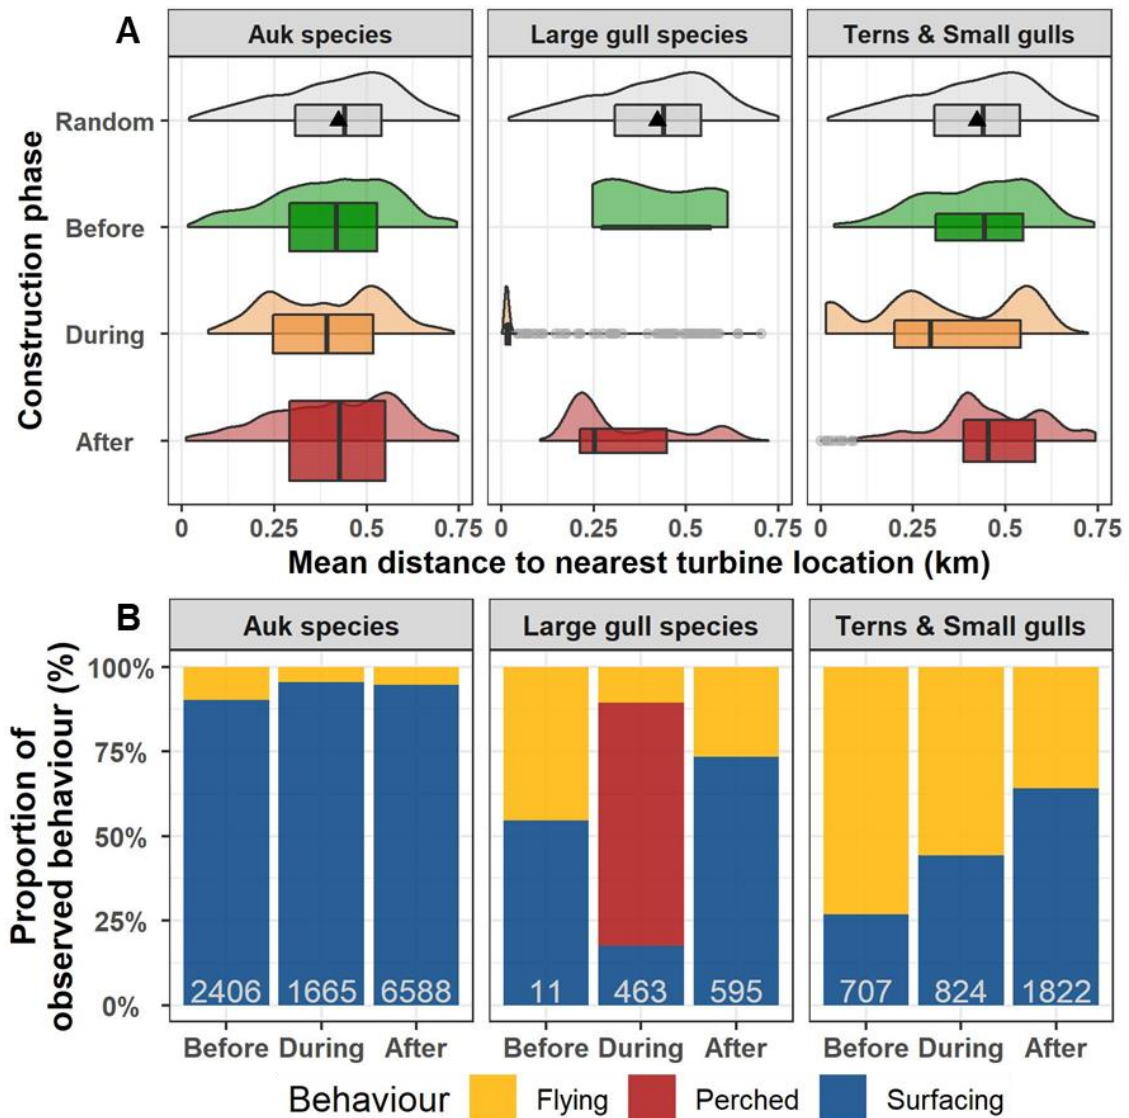 A
Auk species
Large gull species
Terns & Small gulls
Construction phase
Random
Before
During
After
0 0.25 0.5 0.75 0 0.25 0.5 0.75 0 0.25 0.5 0.75
Mean distance to nearest turbine location (km)
B
Auk species
Large gull species
Terns & Small gulls
Proportion of
observed behaviour (%)
100%
75%
50%
25%
0%
2406 1665 6588 11 463 595 707 824 1822
Before During After Before During After Before During After
Behaviour Flying Perched Surfacing